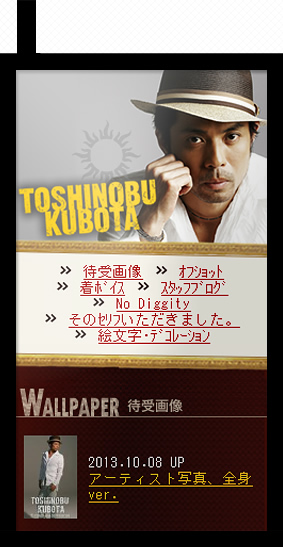 TOSHINOBU
KUBOTA
» 待受画像 » ｵﾌｼｮｯﾄ
» 着ﾎﾞｲｽ » ｽﾀｯﾌﾌﾞﾛｸﾞ
» No Diggity
» そのｾﾘﾌいただきました。
» 絵文字･ﾃﾞｺﾚｰｼｮﾝ
WALLPAPER 待受画像
TOSHINOBU
KUBOTA
2013.10.08 UP
アーティスト写真、全身
ver.